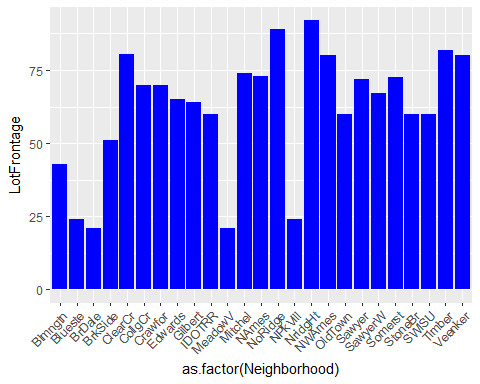 75
50
25
0
LotFrontage
Blmngtn
Blueste
BrDale
BrkSide
ClearCr
CollgCr
Crawfor
Edwards
Gilbert
IDOTRR
MeadowV
Mitchel
NAmes
NoRidge
NPkVill
NridgHt
NWAmes
OldTown
Sawyer
SawyerW
Somerst
StoneBr
SWISU
Timber
Veenker
as.factor(Neighborhood)